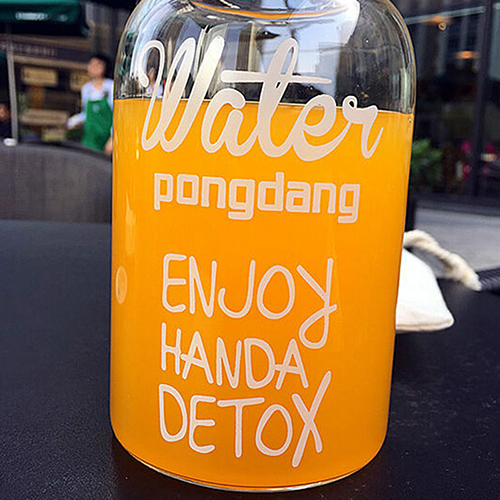 Water
pongdang
ENJOY
HANDA
DETOX